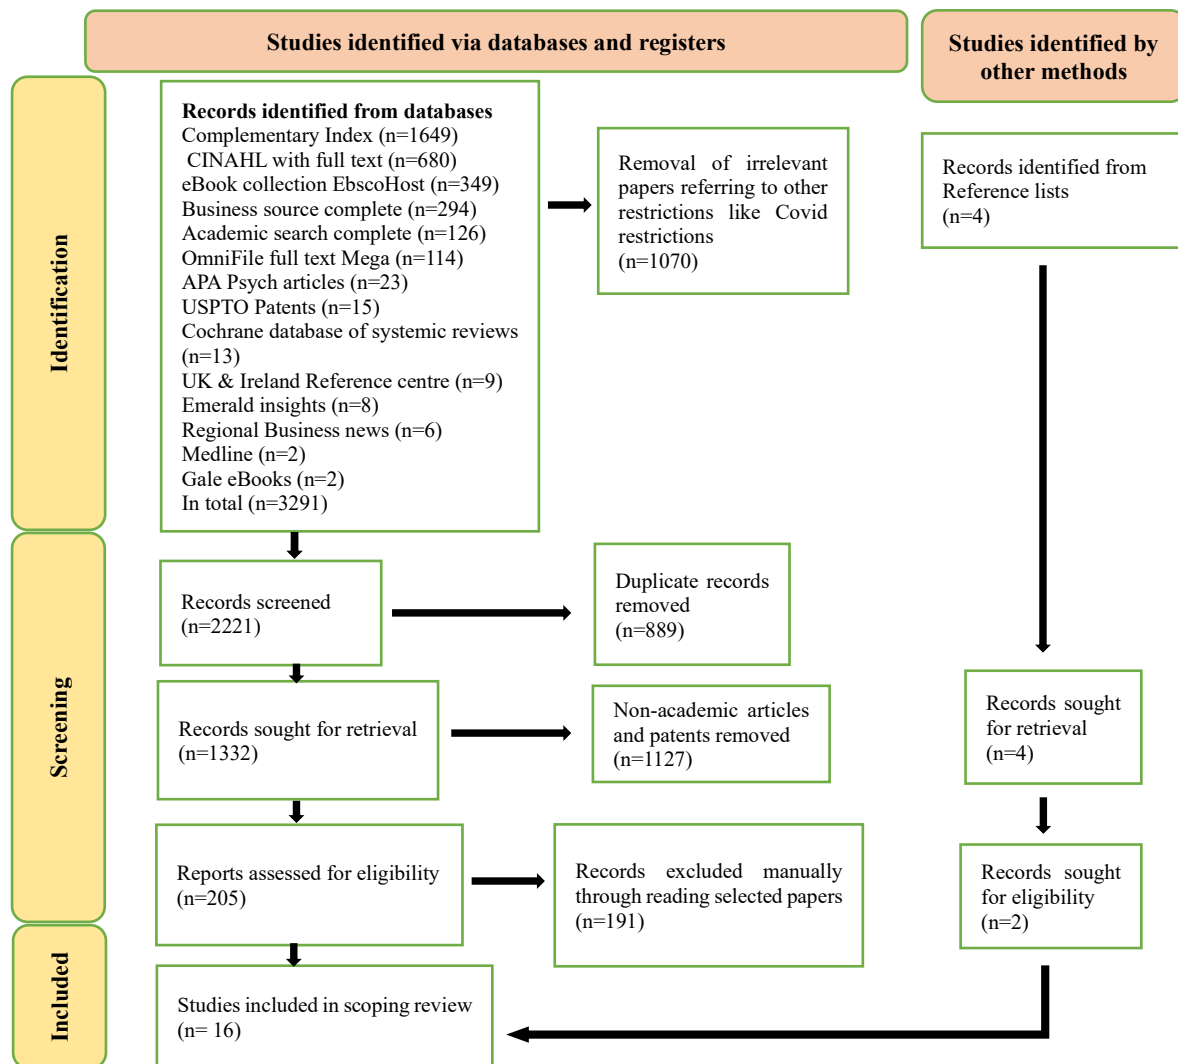 Studies identified via databases and registers
Studies identified by
other methods
Identification
Records identified from databases
Complementary Index (n=1649)
CINAHL with full text (n=680)
eBook collection EbscoHost (n=349)
Business source complete (n=294)
Academic search complete (n=126)
OmniFile full text Mega (n=114)
APA Psych articles (n=23)
USPTO Patents (n=15)
Cochrane database of systemic reviews
(n=13)
UK & Ireland Reference centre (n=9)
Emerald insights (n=8)
Regional Business news (n=6)
Medline (n=2)
Gale eBooks (n=2)
In total (n=3291)
Removal of irrelevant
papers referring to other
restrictions like Covid
restrictions
(n=1070)
Records identified from
Reference lists
(n=4)
Screening
Records screened
(n=2221)
Duplicate records
removed
(n=889)
Records sought for retrieval
(n=1332)
Non-academic articles
and patents removed
(n=1127)
Records sought
for retrieval
(n=4)
Reports assessed for eligibility
(n=205)
Records excluded manually
through reading selected papers
(n=191)
Records sought
for eligibility
(n=2)
Included
Studies included in scoping review
(n= 16)